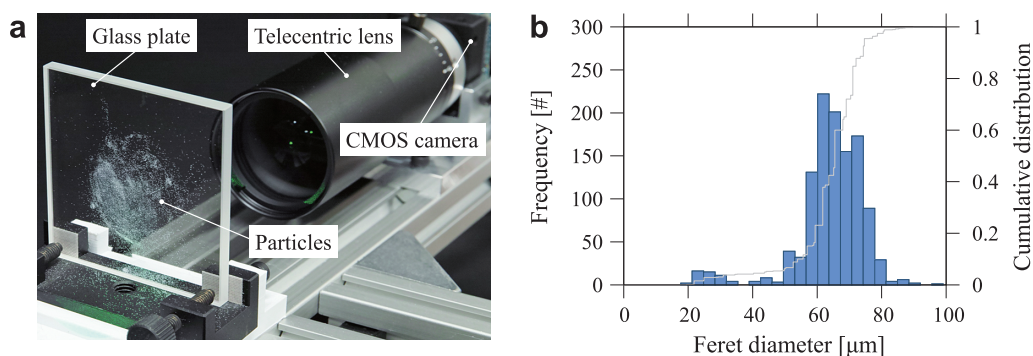 a
Glass plate
Telecentric lens
CMOS camera
Particles
b
Frequency [#]
300
250
200
150
100
50
0
0 20 40 60 80 100
Feret diameter [μm]
1
0.8
0.6
0.4
0.2
0
Cumulative distribution